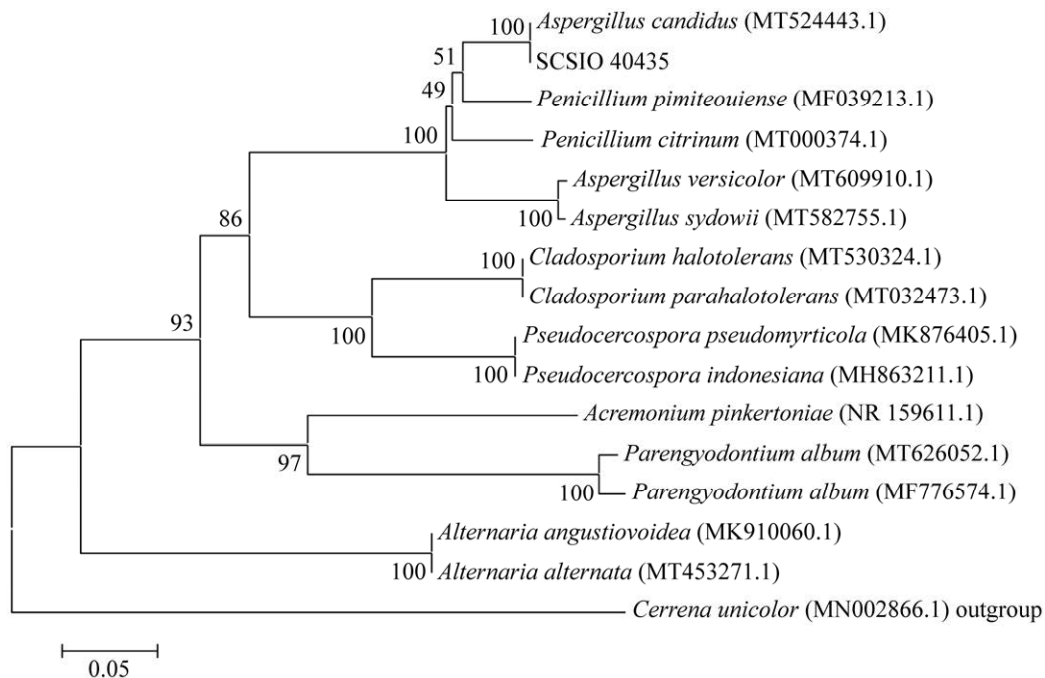 100 Aspergillus candidus (MT524443.1)
SCSIO 40435
51
49
Penicillium pimiteouiense (MF039213.1)
100
Penicillium citrinum (MT000374.1)
Aspergillus versicolor (MT609910.1)
86
100 Aspergillus sydowii (MT582755.1)
100 Cladosporium halotolerans (MT530324.1)
Cladosporium parahalotolerans (MT032473.1)
93
100
Pseudocercospora pseudomyrticola (MK876405.1)
100 Pseudocercospora indonesiana (MH863211.1)
Acremonium pinkertoniae (NR 159611.1)
97
Parengyodontium album (MT626052.1)
100 Parengyodontium album (MF776574.1)
Alternaria angustiovoidea (MK910060.1)
100 Alternaria alternata (MT453271.1)
Cerrena unicolor (MN002866.1) outgroup
0.05